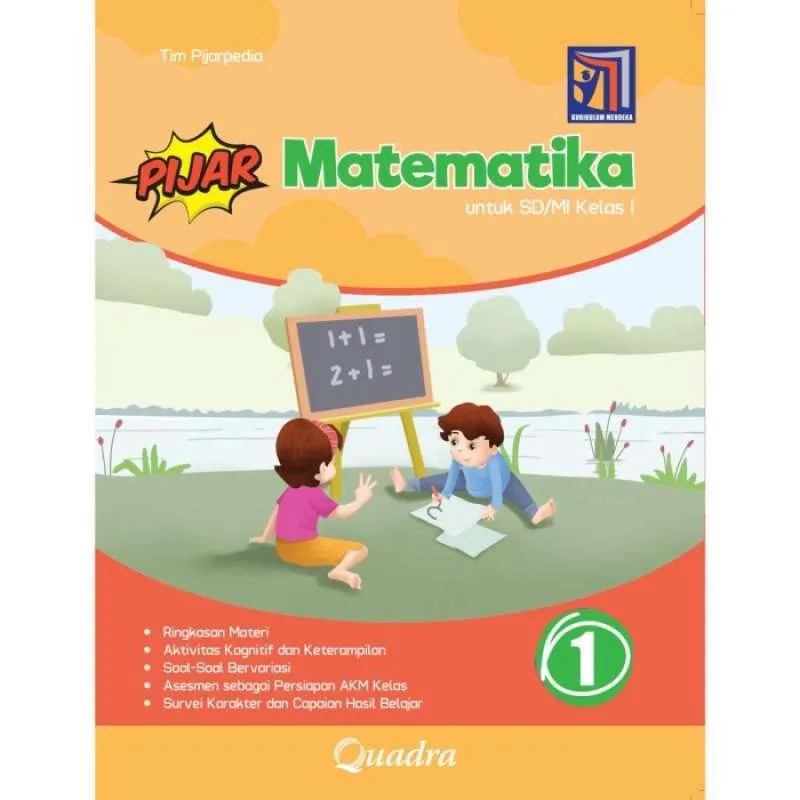 Tim Pijarpedia
KURIKULUM MERDEKA
PIJAR Matematika
untuk SD/MI Kelas I
1+1=
2+1=
• Ringkasan Materi
• Aktivitas Kognitif dan Keterampilan
• Soal-Soal Bervariasi
• Asesmen sebagai Persiapan AKM Kelas
• Survei Karakter dan Capaian Hasil Belajar
1
Quadra